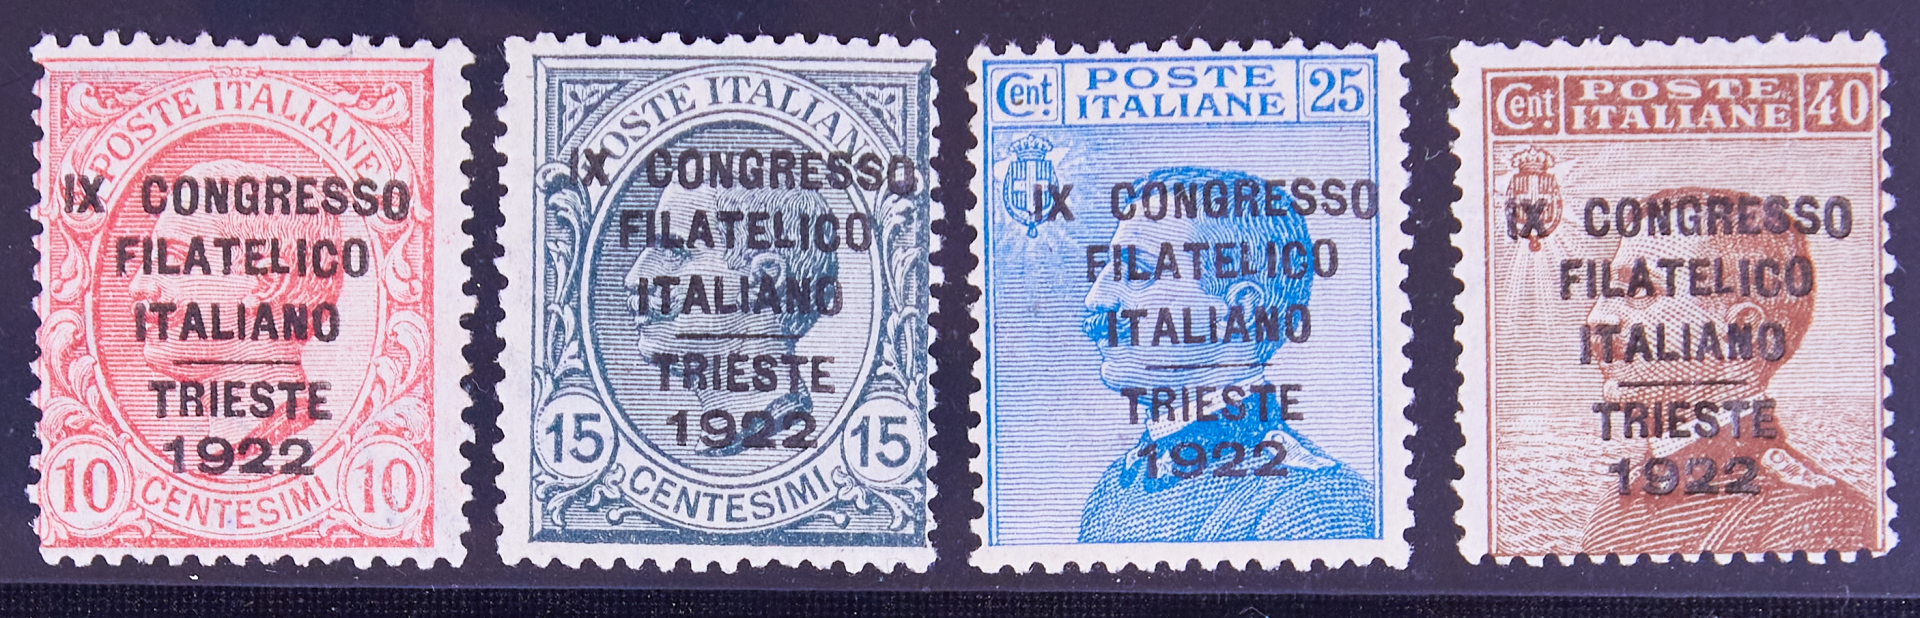 POSTE ITALIANE
IX CONGRESSO
FILATELICO
ITALIANO
TRIESTE
1922
10 CENTESIMI 10
POSTE ITALIANE
IX CONGRESSO
FILATELICO
ITALIANO
TRIESTE
1922
15 CENTESIMI 15
Cent. POSTE ITALIANE 25
IX CONGRESSO
FILATELICO
ITALIANO
TRIESTE
1922
Cent. POSTE ITALIANE 40
IX CONGRESSO
FILATELICO
ITALIANO
TRIESTE
1922